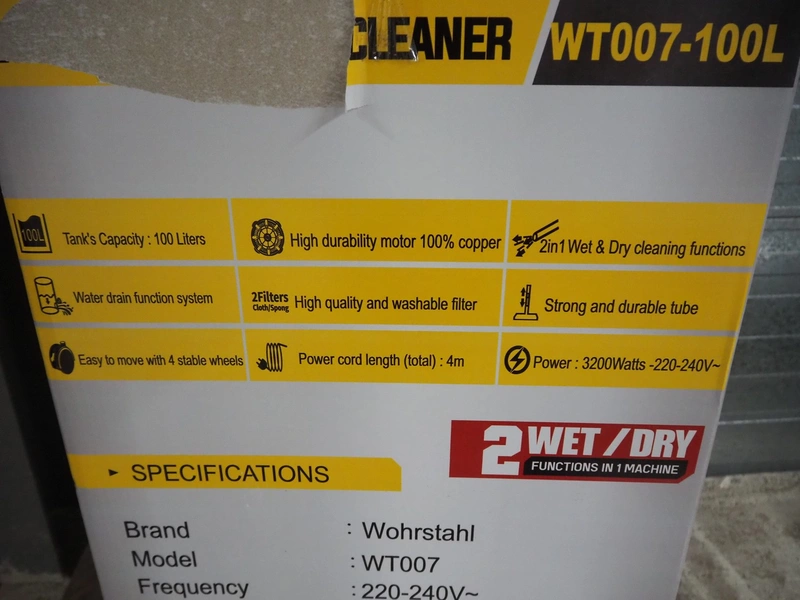 CLEANER
WT007-100L
100L
Tank's Capacity : 100 Liters
High durability motor 100% copper
2in1 Wet & Dry cleaning functions
Water drain function system
2Filters
Cloth/Spong
High quality and washable filter
Strong and durable tube
Easy to move with 4 stable wheels
Power cord length (total) : 4m
Power : 3200Watts -220-240V~
2 WET / DRY
FUNCTIONS IN 1 MACHINE
SPECIFICATIONS
Brand : Wohrstahl
Model : WT007
Frequency : 220-240V~